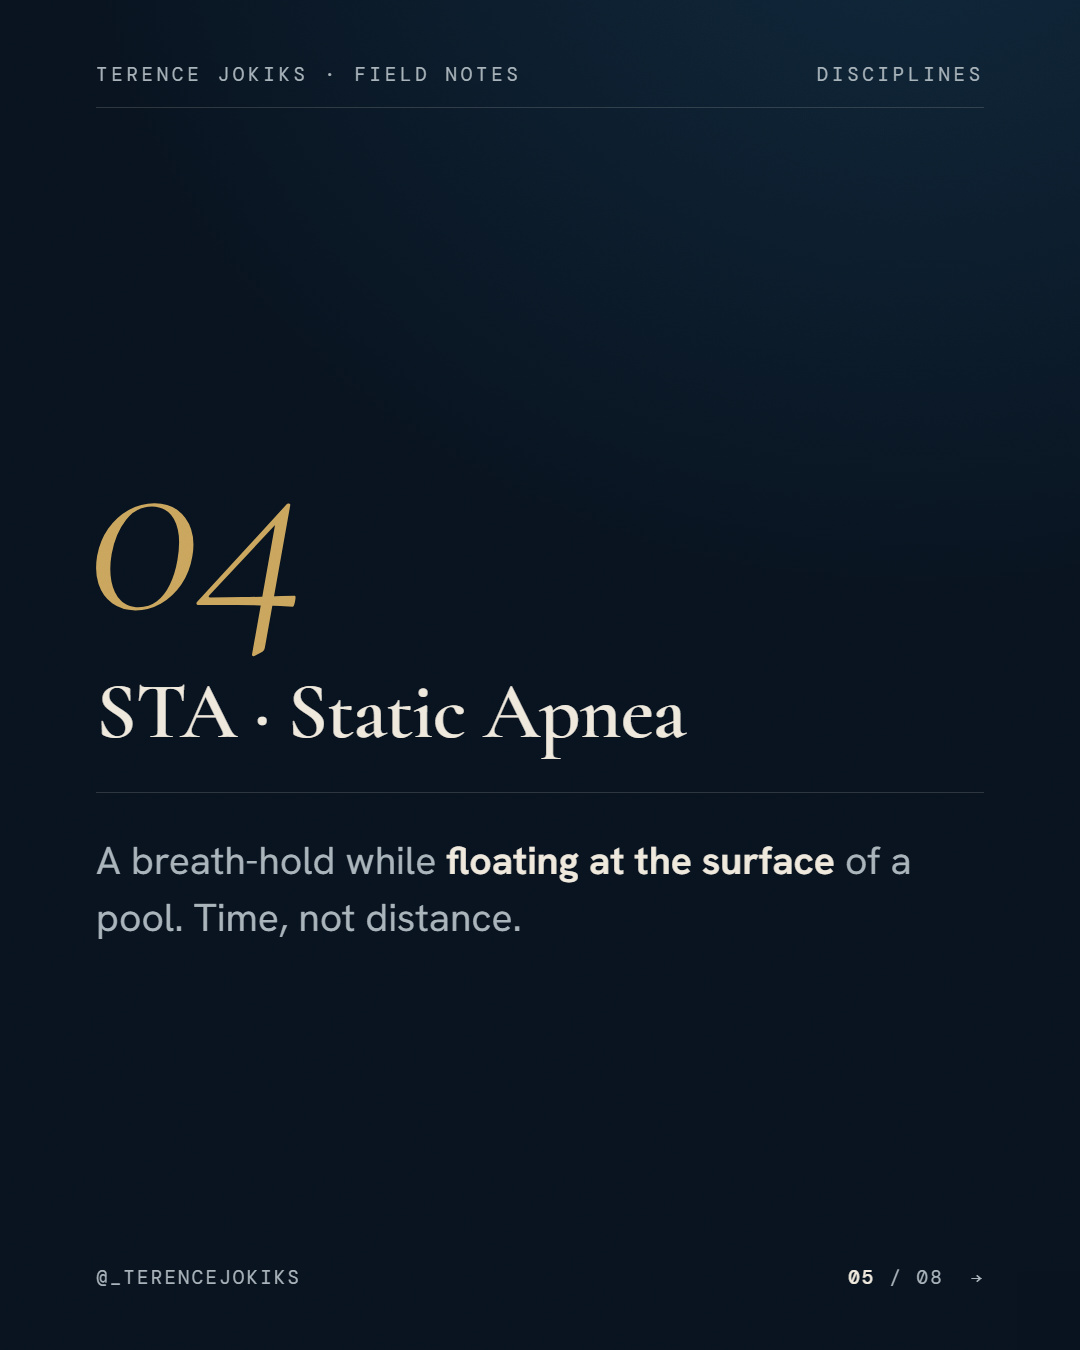 TERENCE JOKIKS · FIELD NOTES
DISCIPLINES
04
STA · Static Apnea
A breath-hold while floating at the surface of a
pool. Time, not distance.
@_TERENCEJOKIKS
05 / 08 →